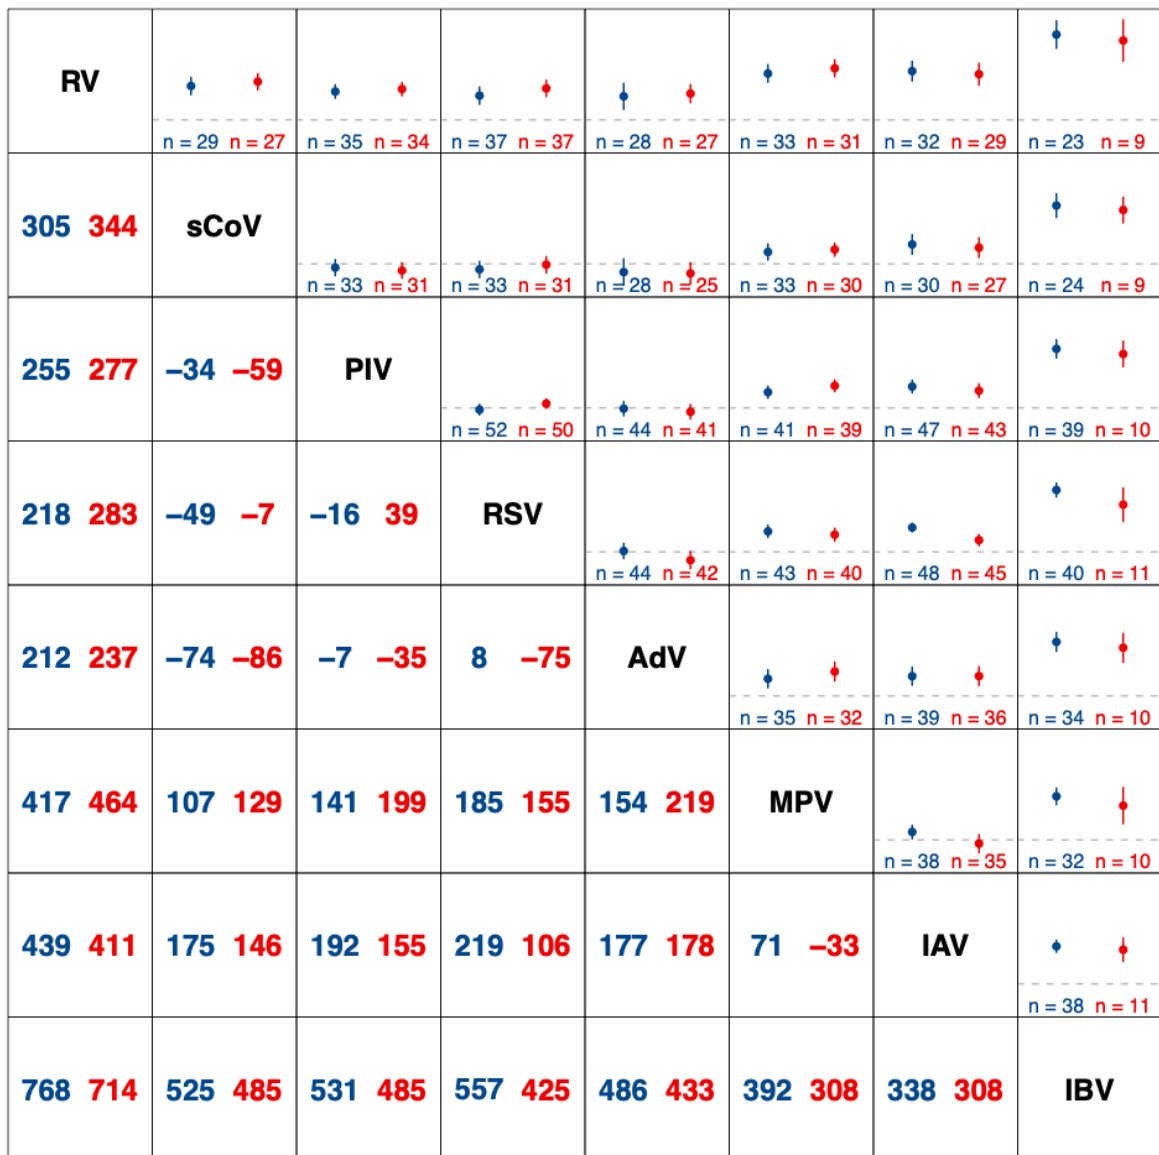 RV
n = 29 n = 27 n = 35 n = 34 n = 37 n = 37 n = 28 n = 27 n = 33 n = 31 n = 32 n = 29 n = 23 n = 9
305 344 sCoV
n = 33 n = 31 n = 33 n = 31 n = 28 n = 25 n = 33 n = 30 n = 30 n = 27 n = 24 n = 9
255 277 −34 −59 PIV
n = 52 n = 50 n = 44 n = 41 n = 41 n = 39 n = 47 n = 43 n = 39 n = 10
218 283 −49 −7 −16 39 RSV
n = 44 n = 42 n = 43 n = 40 n = 48 n = 45 n = 40 n = 11
212 237 −74 −86 −7 −35 8 −75 AdV
n = 35 n = 32 n = 39 n = 36 n = 34 n = 10
417 464 107 129 141 199 185 155 154 219 MPV
n = 38 n = 35 n = 32 n = 10
439 411 175 146 192 155 219 106 177 178 71 −33 IAV
n = 38 n = 11
768 714 525 485 531 485 557 425 486 433 392 308 338 308 IBV